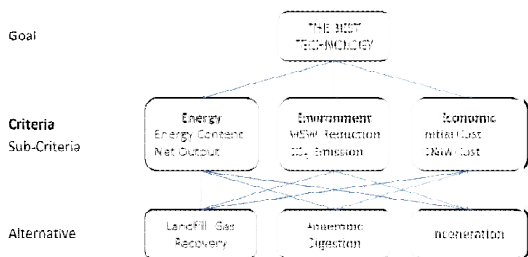 Goal
THE BEST
TECHNOLOGY
Criteria
Sub-Criteria
Energy
Energy Content
Net Output
Environment
MSW Reduction
CO₂ Emission
Economic
Initial Cost
O&M Cost
Alternative
Landfill Gas
Recovery
Anaerobic
Digestion
Incineration